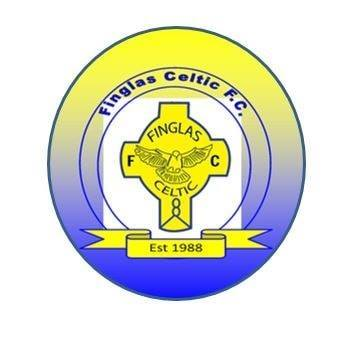 Finglas Celtic F.C.
FINGLAS
F C
CELTIC
Est 1988